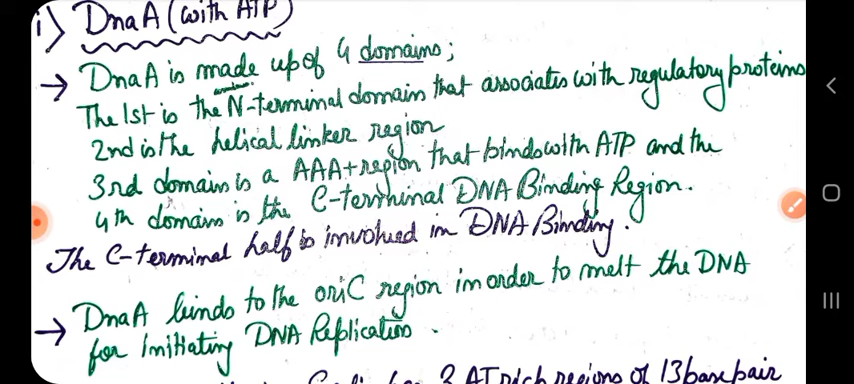 i) DnaA (with ATP)
→ DnaA is made up of 4 domains;
The 1st is the N-terminal domain that associates with regulatory proteins
2nd is the helical linker region
3rd domain is a AAA+ region that binds with ATP and the
4th domain is the C-terminal DNA Binding Region.
The C-terminal half is involved in DNA Binding.
→ DnaA binds to the oriC region in order to melt the DNA
for initiating DNA Replication.
3 AT rich regions of 13 base pair